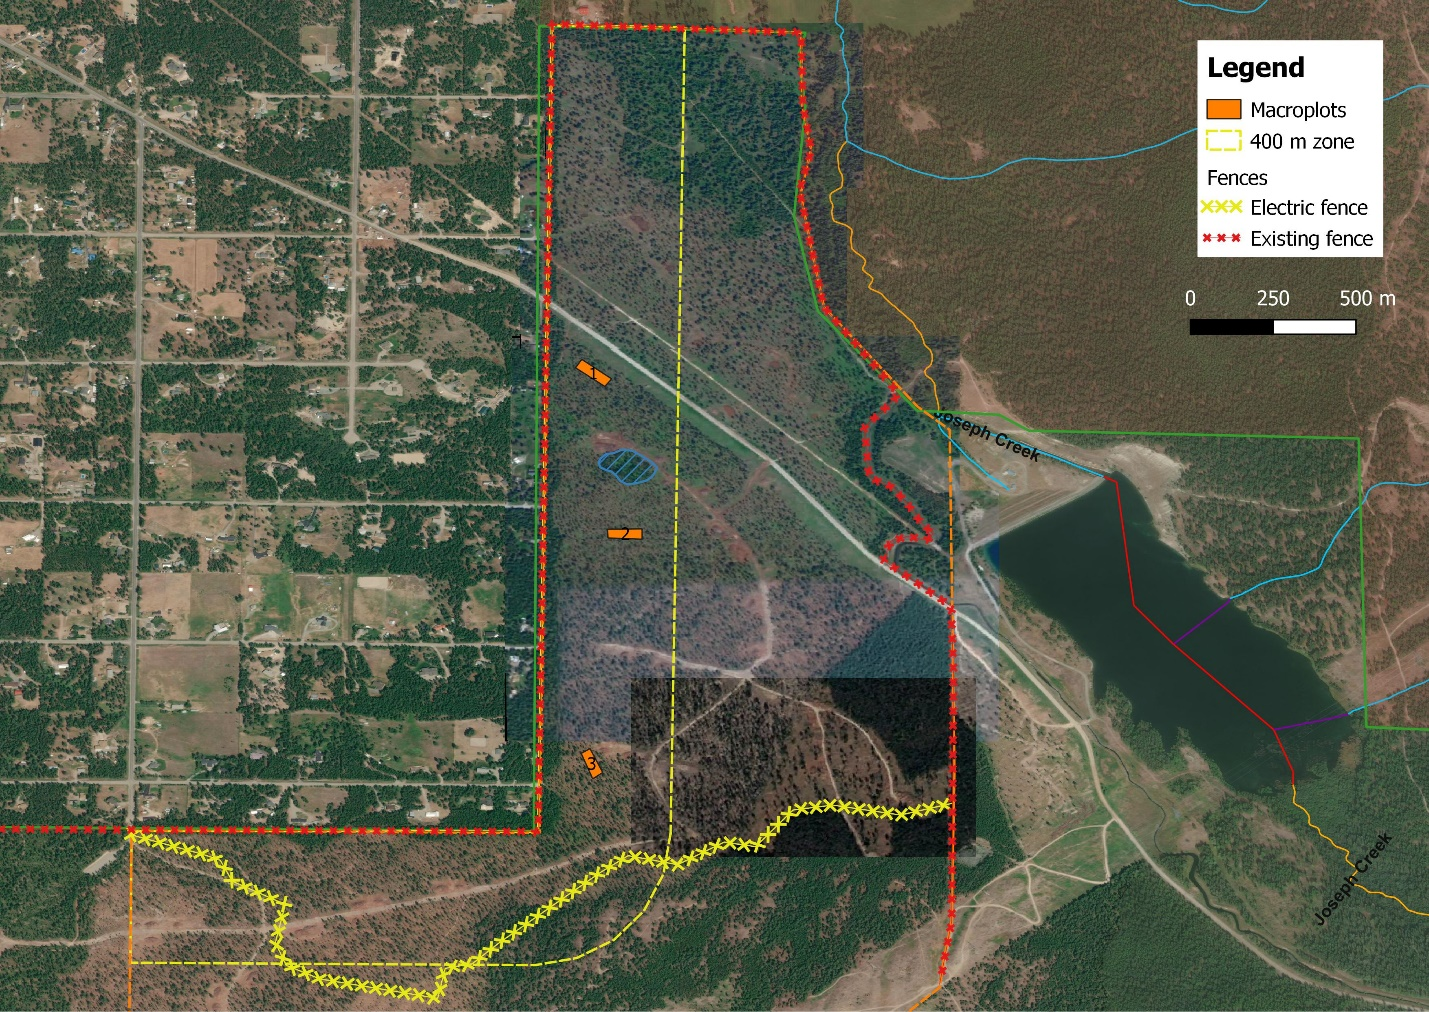 Legend
Macroplots
400 m zone
Fences
Electric fence
Existing fence
0 250 500 m
1
Joseph Creek
2
3
Joseph Creek